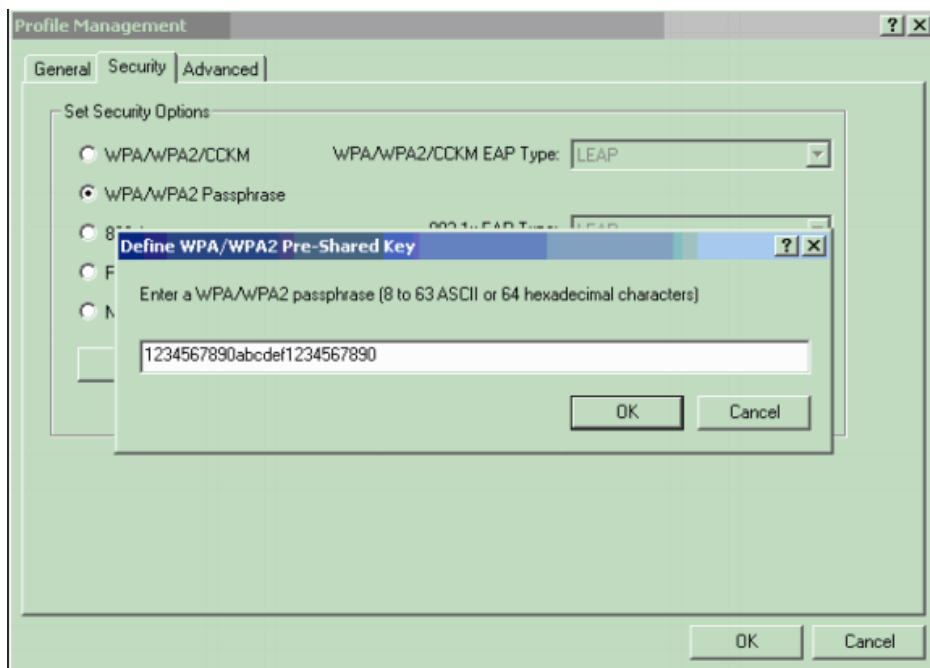 Profile Management
General Security Advanced
Set Security Options
WPA/WPA2/CCKM WPA/WPA2/CCKM EAP Type: LEAP
WPA/WPA2 Passphrase
Define WPA/WPA2 Pre-Shared Key
Enter a WPA/WPA2 passphrase (8 to 63 ASCII or 64 hexadecimal characters)
1234567890abcdef1234567890
OK Cancel
OK Cancel